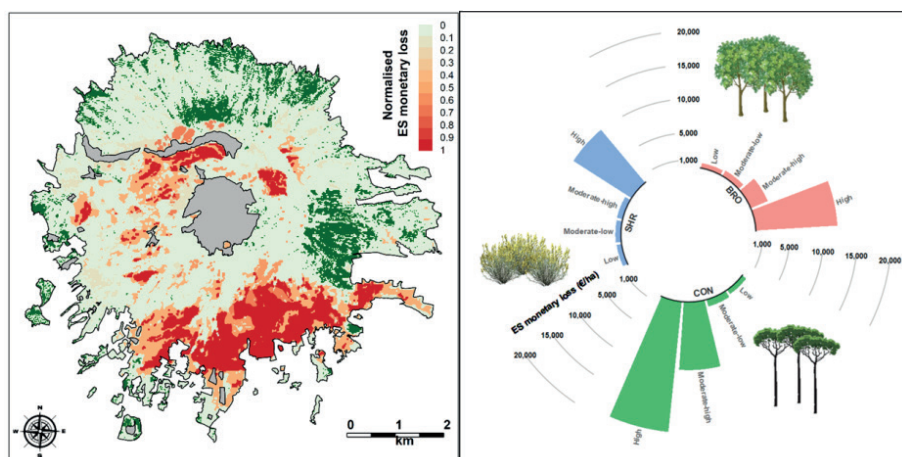 Normalised
ES monetary loss
0
0.1
0.2
0.3
0.4
0.5
0.6
0.7
0.8
0.9
1
N
W
E
S
0
1
2
km
20,000
15,000
10,000
5,000
1,000
Low
Moderate-low
Moderate-high
High
BRO
1,000
5,000
10,000
15,000
20,000
High
Moderate-high
Moderate-low
Low
SHR
1,000
5,000
10,000
15,000
20,000
ES monetary loss (€/ha)
CON
Low
Moderate-low
Moderate-high
High